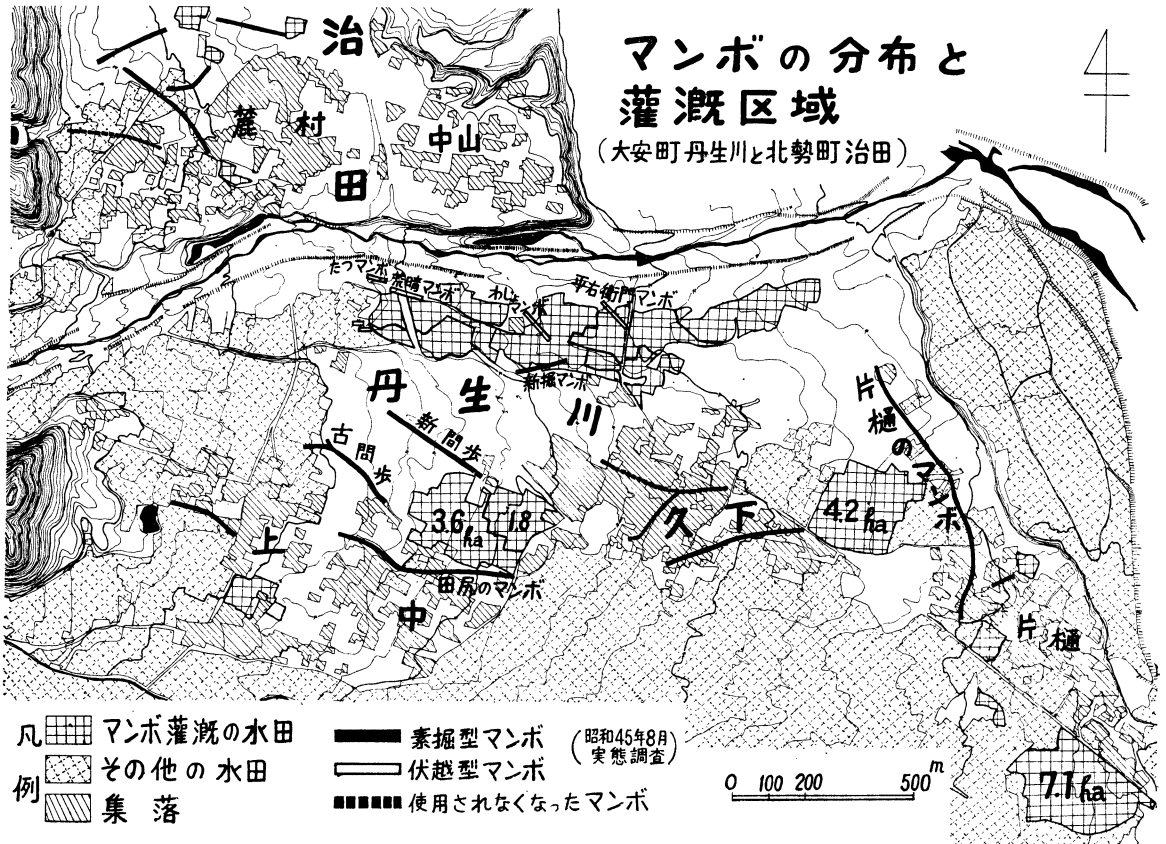 マンボの分布と
灌漑区域
(大安町丹生川と北勢町治田)
治
田
麓村
中山
たつマンボ
わしマンボ
平右衛門マンボ
新掘マンボ
丹生川
新間歩
古間歩
片樋のマンボ
3.6ha
1.8
4.2ha
久下
上
田尻のマンボ
中
片樋
7.1ha
凡例
マンボ灌漑の水田
その他の水田
集落
素掘型マンボ
伏越型マンボ
使用されなくなったマンボ
(昭和45年8月
実態調査)
0 100 200 500m